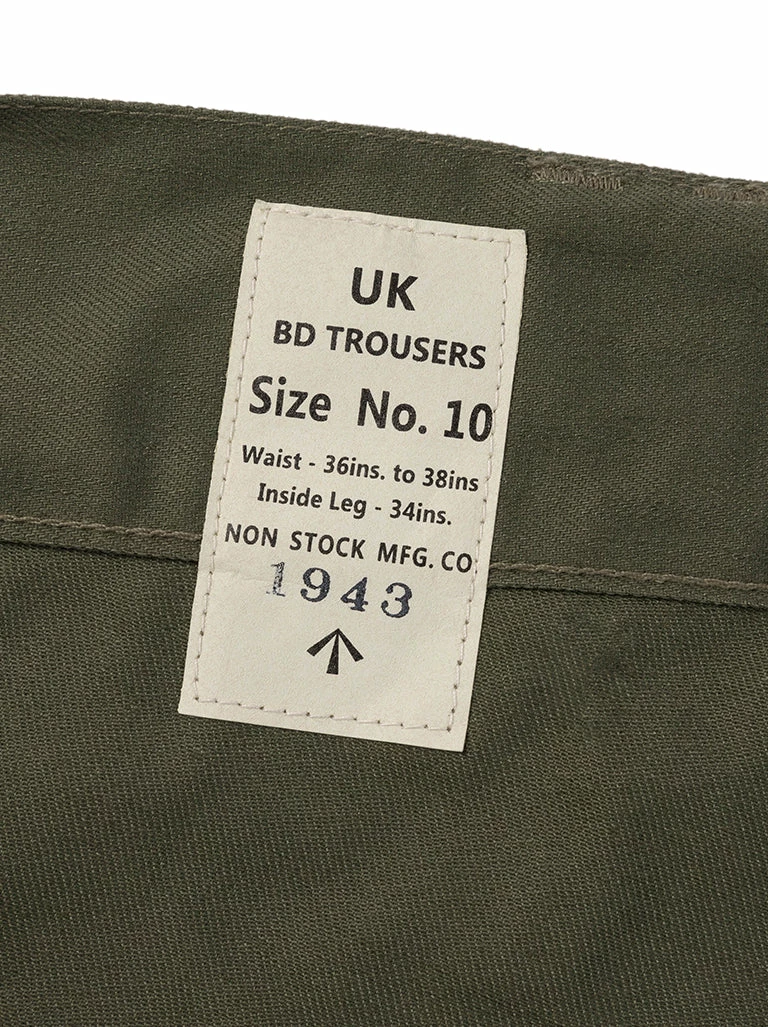 UK
BD TROUSERS
Size No. 10
Waist - 36ins. to 38ins
Inside Leg - 34ins.
NON STOCK MFG. CO
1943